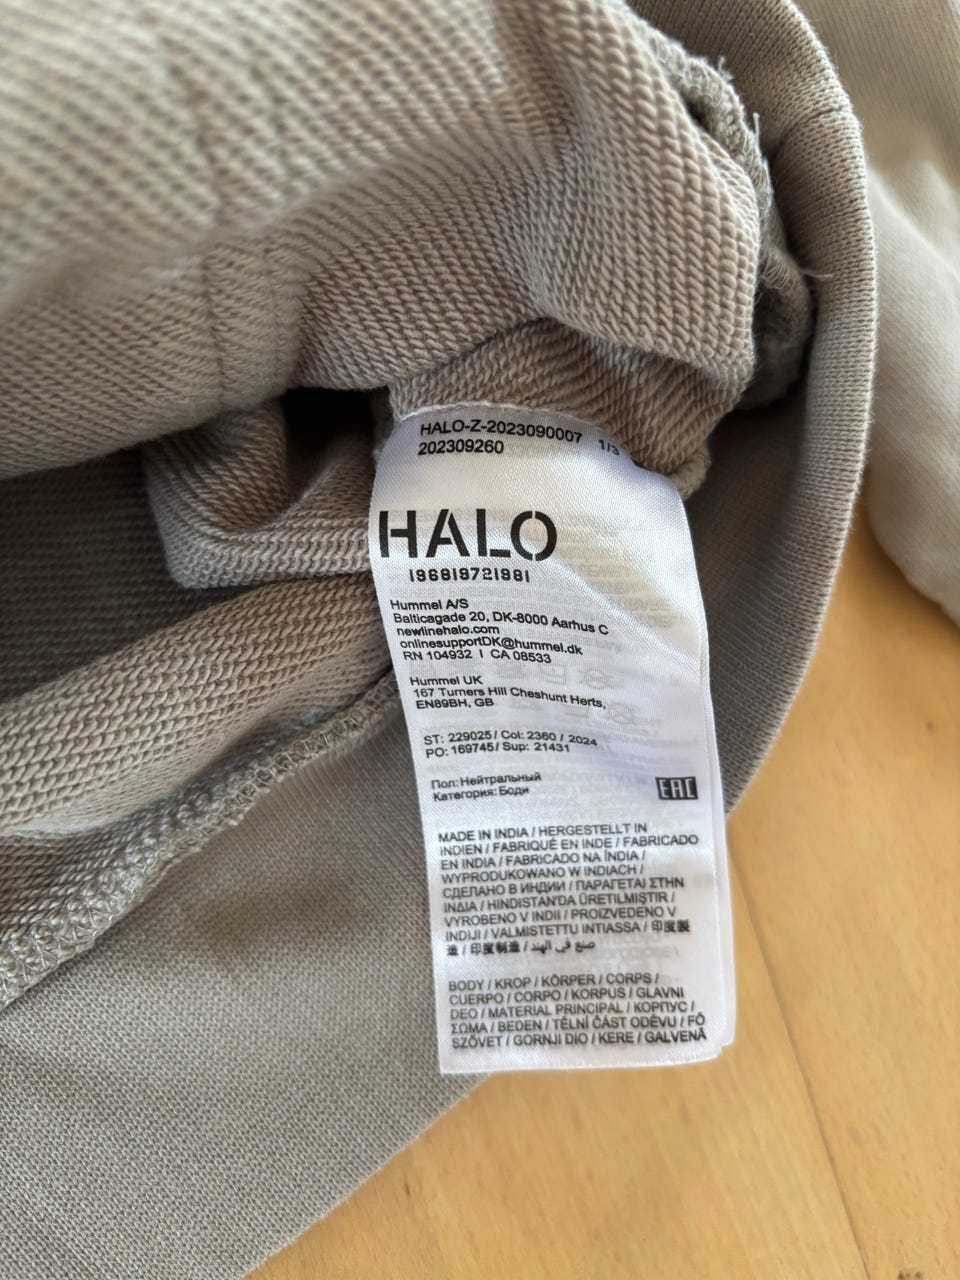 HALO-Z-2023090007 1/5
202309260
HALO
196819721981
Hummel A/S
Balticagade 20, DK-8000 Aarhus C
newlinehalo.com
onlinesupportDK@hummel.dk
RN 104932 I CA 08533
Hummel UK
167 Turners Hill Cheshunt Herts,
EN89BH, GB
ST: 229025/ Col: 2360 / 2024
PO: 169745/ Sup: 21431
Пол: Нейтральный
Категория: Боди
EAC
MADE IN INDIA / HERGESTELLT IN
INDIEN / FABRIQUÉ EN INDE / FABRICADO
EN INDIA / FABRICADO NA ÍNDIA /
WYPRODUKOWANO W INDIACH /
СДЕЛАНО В ИНДИИ / ΠΑΡΑΓΕΤΑΙ ΣΤΗΝ
ΙΝΔΙΑ / HINDISTAN'DA ÜRETILMIŞTIR /
VYROBENO V INDII / PROIZVEDENO V
INDIJI / VALMISTETTU INTIASSA / 印度製
造 / 印度制造 / صنع في الهند
BODY / KROP / KÖRPER / CORPS /
CUERPO / CORPO / KORPUS / GLAVNI
DEO / MATERIAL PRINCIPAL / КОРПУС /
ΣΩΜΑ / BEDEN / TĚLNÍ ČÁST ODĚVU / FŐ
SZÖVET / GORNJI DIO / KERE / GALVENĀ